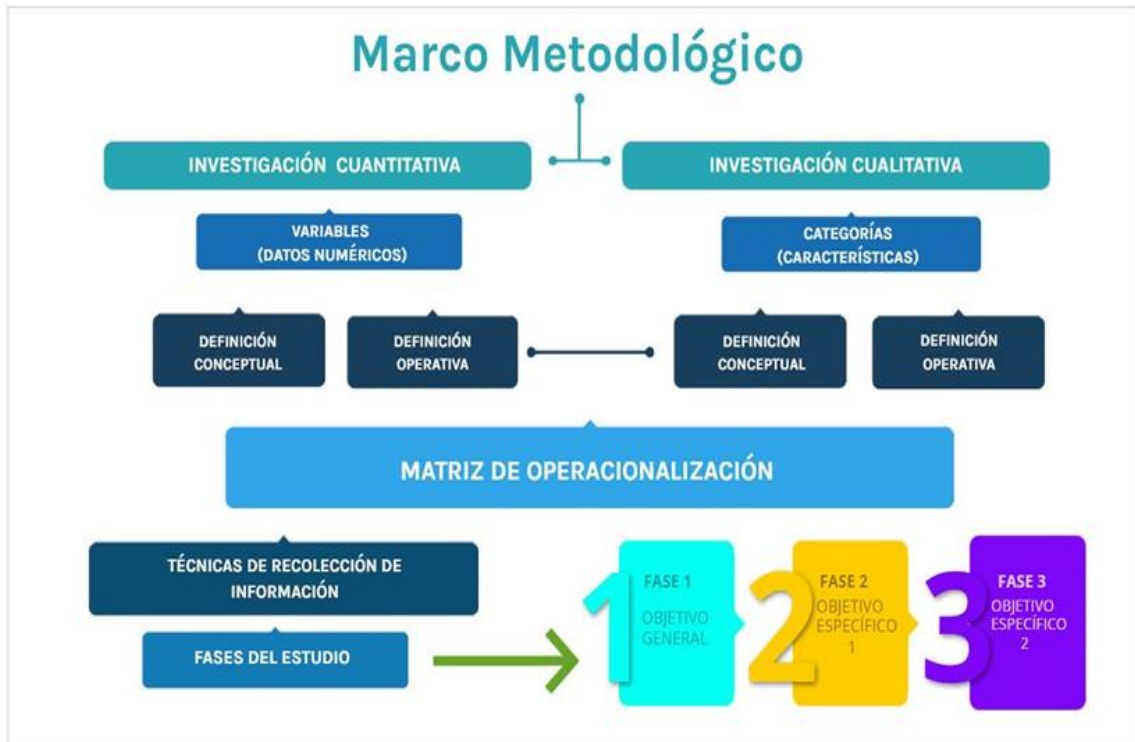 Marco Metodológico
INVESTIGACIÓN CUANTITATIVA
INVESTIGACIÓN CUALITATIVA
VARIABLES
(DATOS NUMÉRICOS)
CATEGORÍAS
(CARACTERÍSTICAS)
DEFINICIÓN
CONCEPTUAL
DEFINICIÓN
OPERATIVA
DEFINICIÓN
CONCEPTUAL
DEFINICIÓN
OPERATIVA
MATRIZ DE OPERACIONALIZACIÓN
TÉCNICAS DE RECOLECCIÓN DE
INFORMACIÓN
FASES DEL ESTUDIO
1
FASE 1
OBJETIVO
GENERAL
2
FASE 2
OBJETIVO
ESPECÍFICO
1
3
FASE 3
OBJETIVO
ESPECÍFICO
2